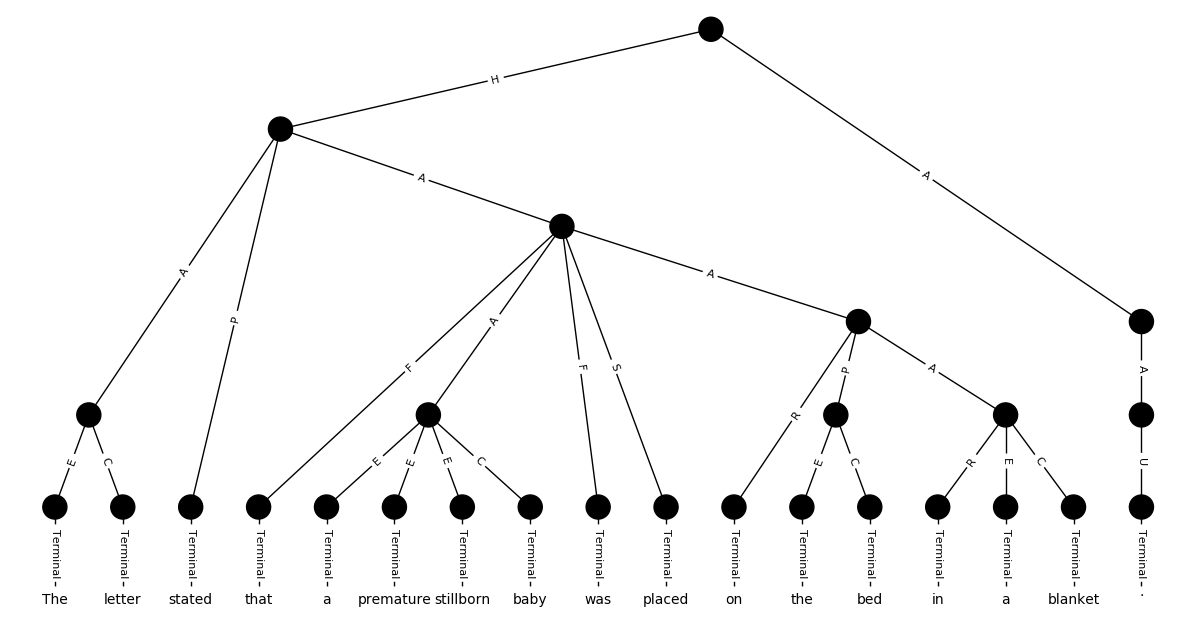 H
A
A
A
P
A
F
A
F
S
R
P
A
A
E
C
E
E
E
C
E
C
R
E
C
U
Terminal Terminal Terminal Terminal Terminal Terminal Terminal Terminal Terminal Terminal Terminal Terminal Terminal Terminal Terminal Terminal Terminal
The letter stated that a premature stillborn baby was placed on the bed in a blanket .